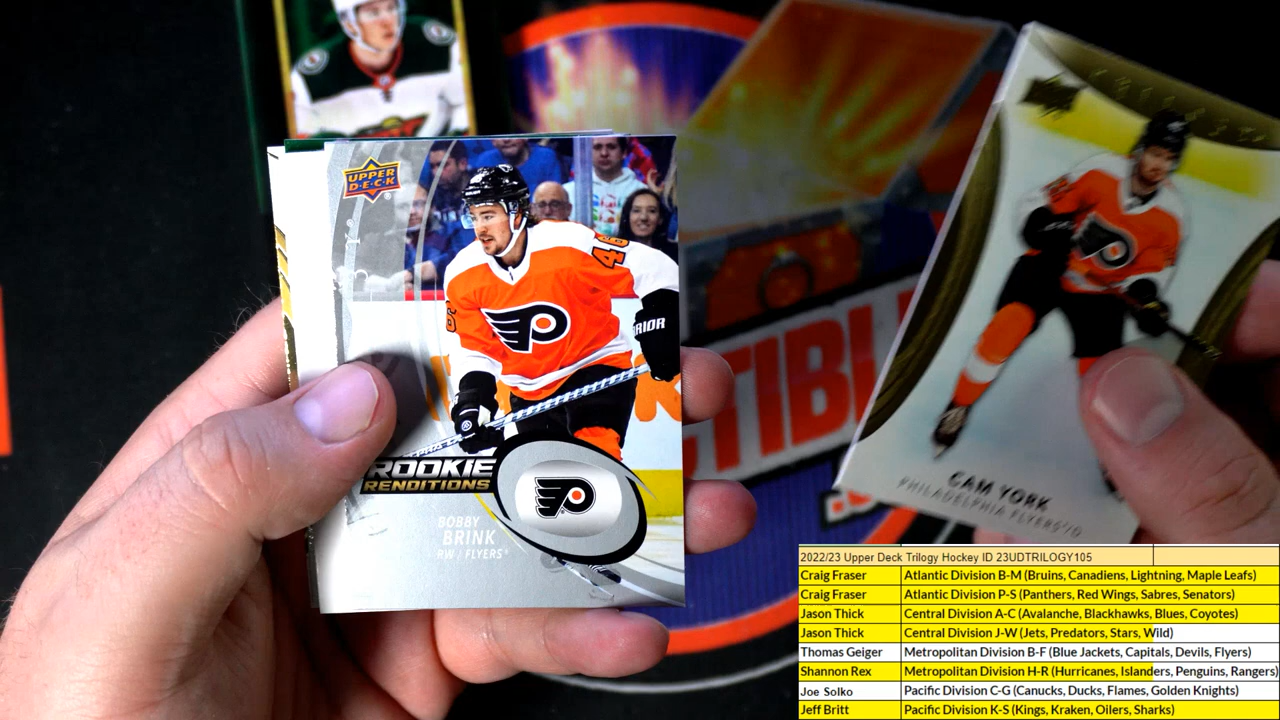 UPPER
D·E·C·K
46
6
RIOR
ROOKIE
RENDITIONS
BOBBY
BRINK
RW / FLYERS
CAM YORK
PHILADELPHIA FLYERS
CTIBL
2022/23 Upper Deck Trilogy Hockey ID 23UDTRILOGY105
Craig Fraser Atlantic Division B-M (Bruins, Canadiens, Lightning, Maple Leafs)
Craig Fraser Atlantic Division P-S (Panthers, Red Wings, Sabres, Senators)
Jason Thick Central Division A-C (Avalanche, Blackhawks, Blues, Coyotes)
Jason Thick Central Division J-W (Jets, Predators, Stars, Wild)
Thomas Geiger Metropolitan Division B-F (Blue Jackets, Capitals, Devils, Flyers)
Shannon Rex Metropolitan Division H-R (Hurricanes, Islanders, Penguins, Rangers)
Joe Solko Pacific Division C-G (Canucks, Ducks, Flames, Golden Knights)
Jeff Britt Pacific Division K-S (Kings, Kraken, Oilers, Sharks)